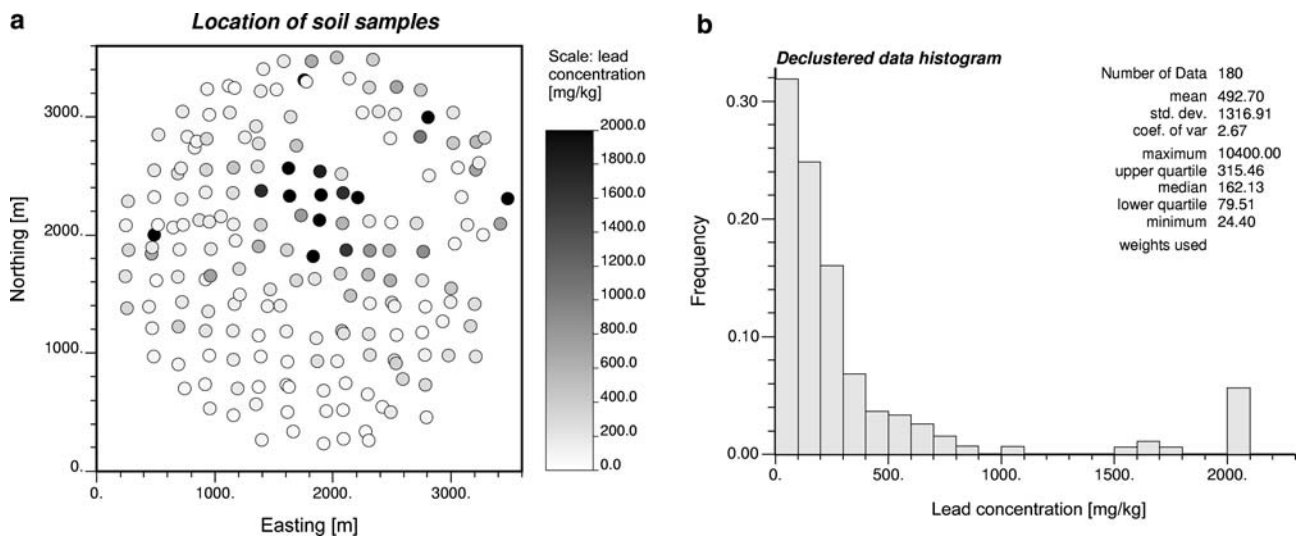 a
Location of soil samples
Northing [m]
3000.
2000.
1000.
0.
0.
1000.
2000.
3000.
Easting [m]
Scale: lead
concentration
[mg/kg]
2000.0
1800.0
1600.0
1400.0
1200.0
1000.0
800.0
600.0
400.0
200.0
0.0
b
Declustered data histogram
Number of Data 180
mean 492.70
std. dev. 1316.91
coef. of var 2.67
maximum 10400.00
upper quartile 315.46
median 162.13
lower quartile 79.51
minimum 24.40
weights used
Frequency
0.30
0.20
0.10
0.00
0.
500.
1000.
1500.
2000.
Lead concentration [mg/kg]